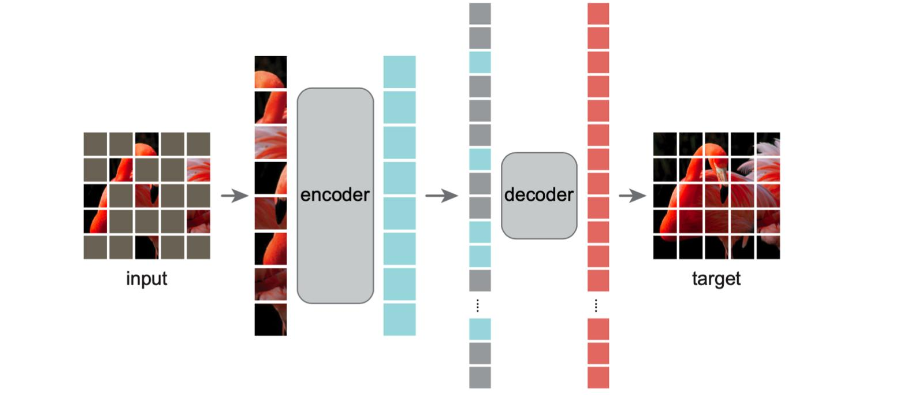 encoder
decoder
input
target